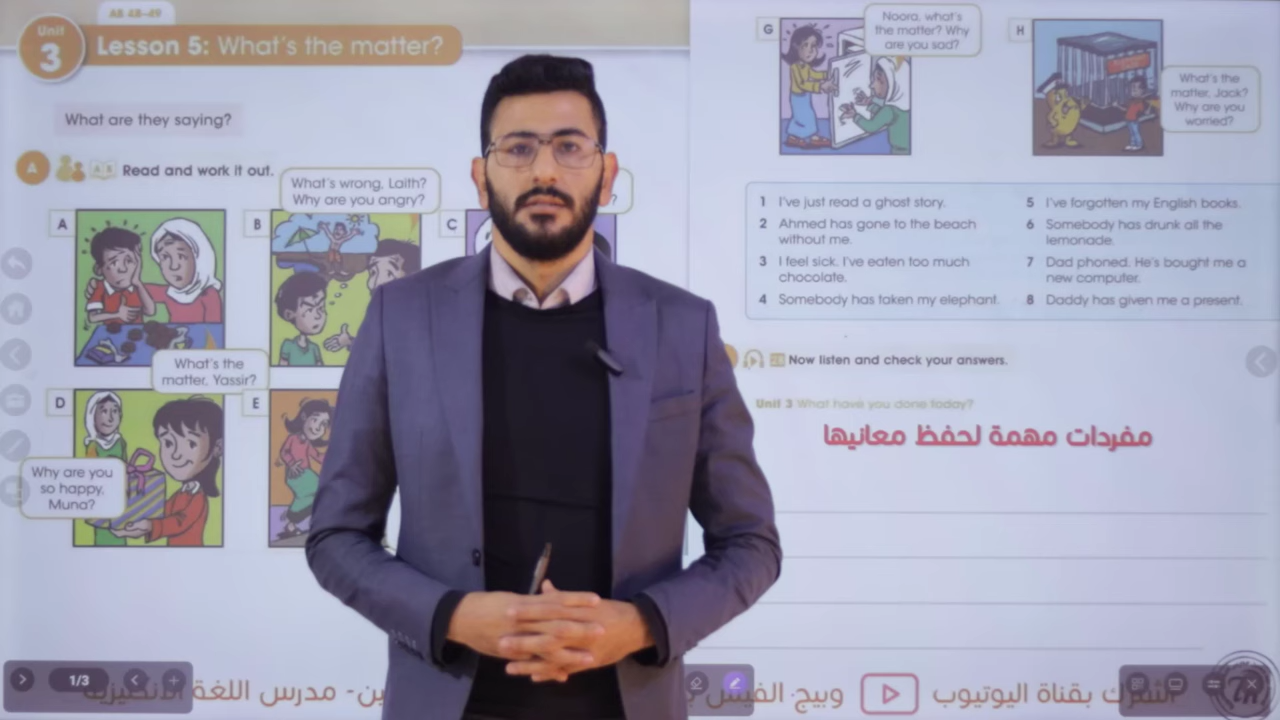 AB 48-49
Unit
3
Lesson 5: What's the matter?
What are they saying?
A
Read and work it out.
A
B
What's wrong, Laith?
Why are you angry?
C
?
What's the
matter, Yassir?
D
Why are you
so happy,
Muna?
E
G
Noora, what's
the matter? Why
are you sad?
H
What's the
matter, Jack?
Why are you
worried?
1 I've just read a ghost story.
2 Ahmed has gone to the beach
without me.
3 I feel sick. I've eaten too much
chocolate.
4 Somebody has taken my elephant.
5 I've forgotten my English books.
6 Somebody has drunk all the
lemonade.
7 Dad phoned. He's bought me a
new computer.
8 Daddy has given me a present.
Now listen and check your answers.
Unit 3 What have you done today?
مفردات مهمة لحفظ معانيها
1/3
بقناة اليوتيوب
وبيج
مدرس اللغة